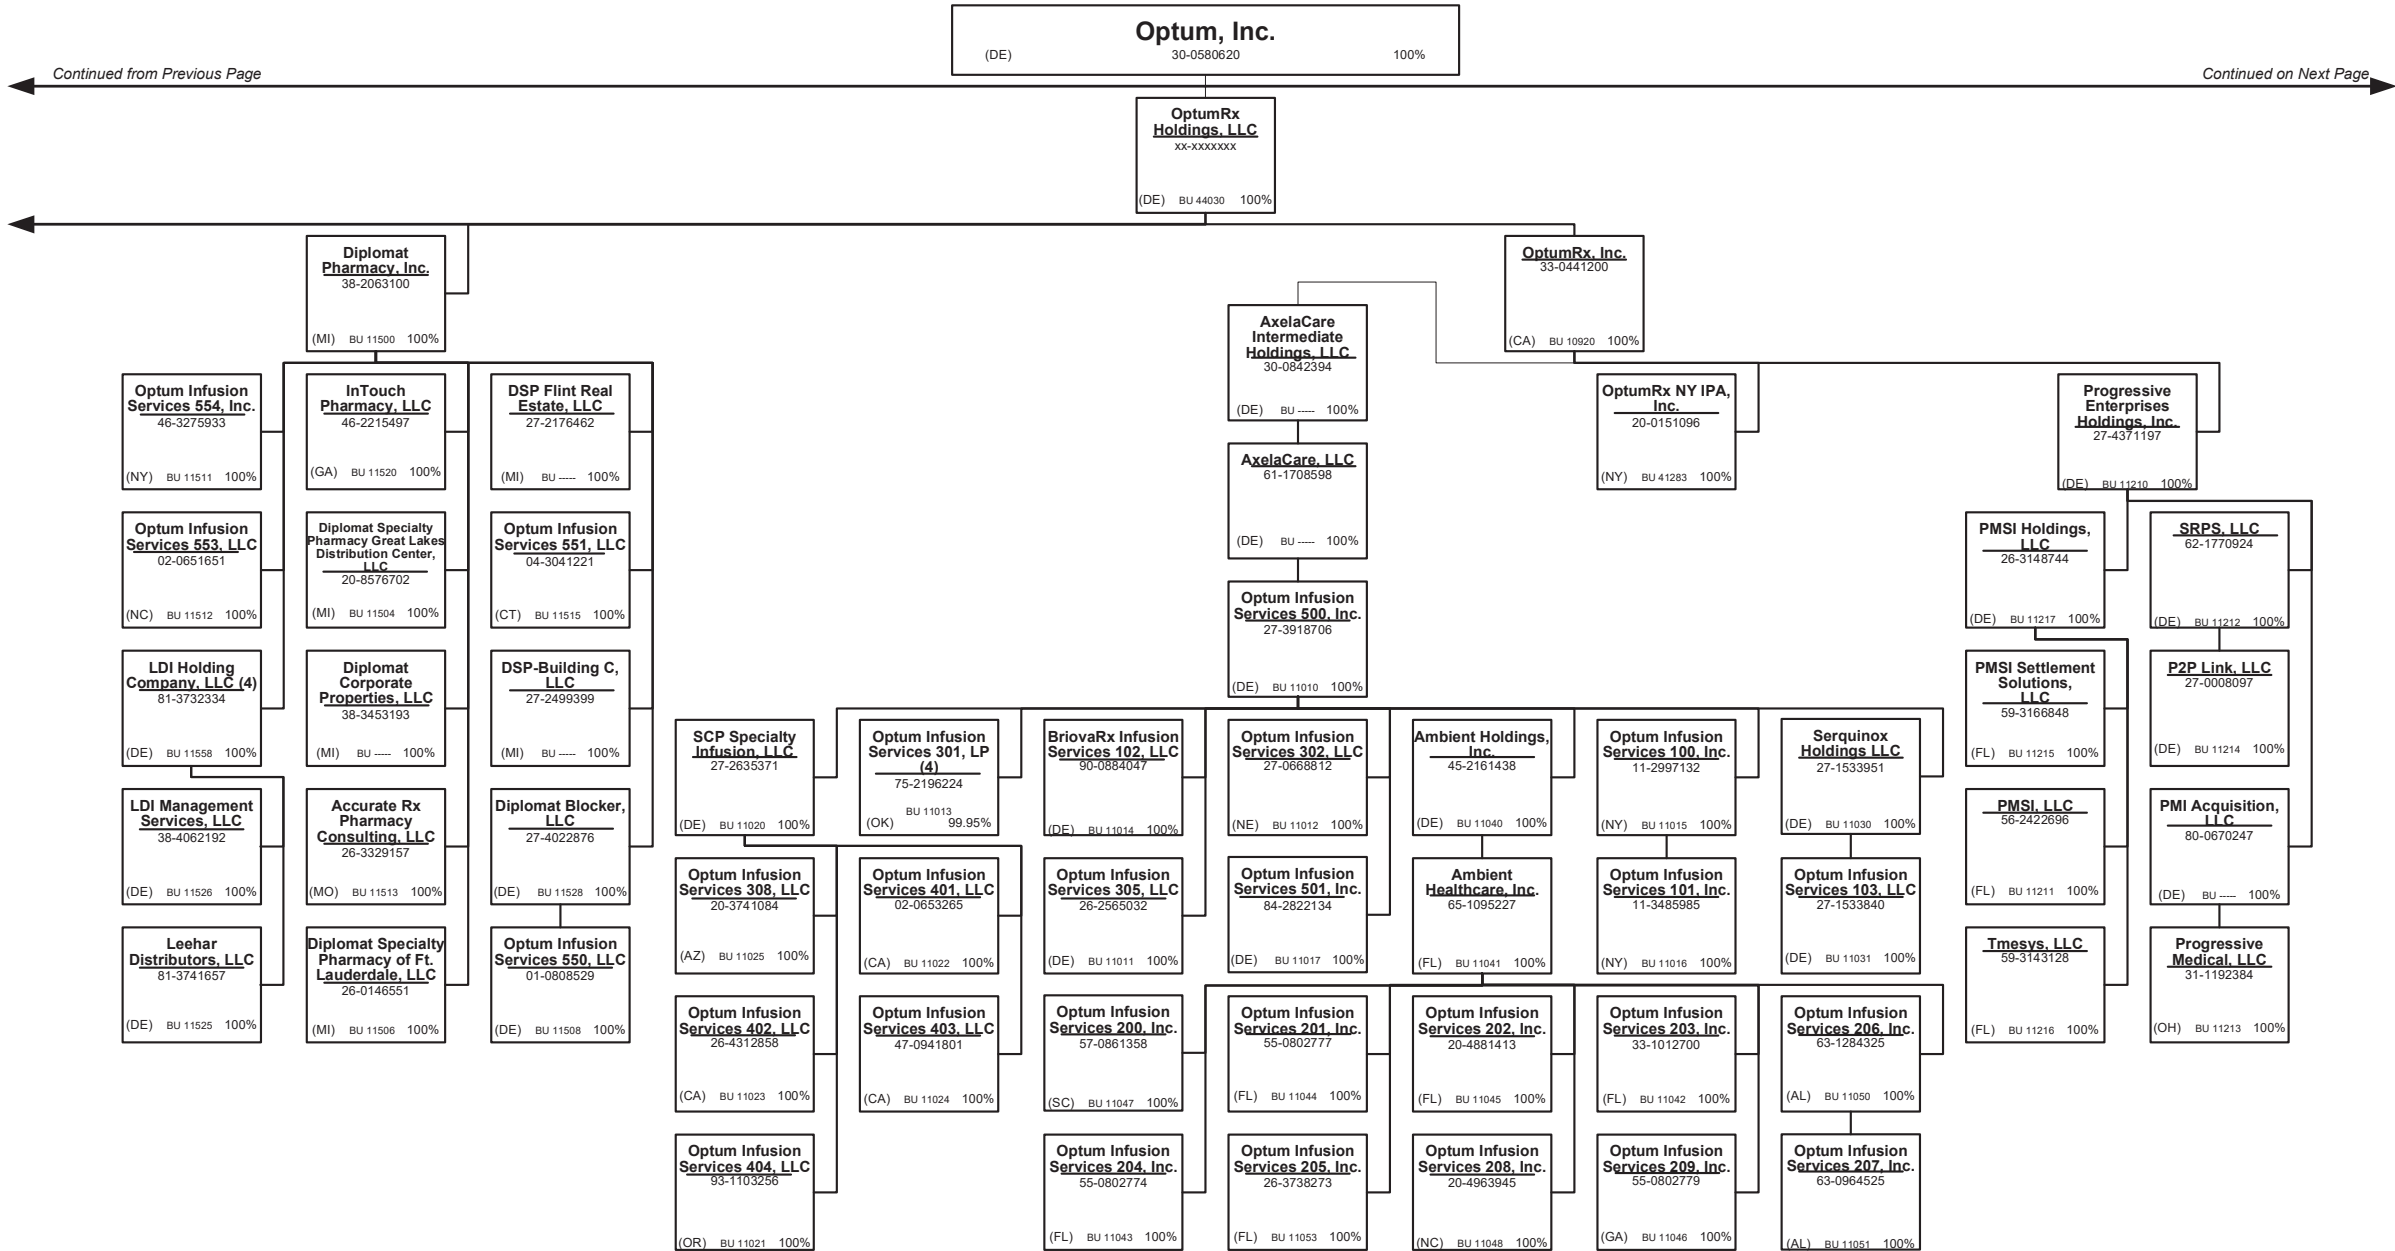 Optum, Inc.
(DE) 30-0580620 100%
Continued from Previous Page
Continued on Next Page
OptumRx
Holdings, LLC
xx-xxxxxxx
(DE) BU 44030 100%
Diplomat
Pharmacy, Inc.
38-2063100
(MI) BU 11500 100%
OptumRx, Inc.
33-0441200
(CA) BU 10920 100%
AxelaCare
Intermediate
Holdings, LLC
30-0842394
(DE) BU ----- 100%
Optum Infusion
Services 554, Inc.
46-3275933
(NY) BU 11511 100%
InTouch
Pharmacy, LLC
46-2215497
(GA) BU 11520 100%
DSP Flint Real
Estate, LLC
27-2176462
(MI) BU ----- 100%
OptumRx NY IPA,
Inc.
20-0151096
(NY) BU 41283 100%
Progressive
Enterprises
Holdings, Inc.
27-4371197
(DE) BU 11210 100%
AxelaCare, LLC
61-1708598
(DE) BU ----- 100%
Optum Infusion
Services 553, LLC
02-0651651
(NC) BU 11512 100%
Diplomat Specialty
Pharmacy Great Lakes
Distribution Center,
LLC
20-8576702
(MI) BU 11504 100%
Optum Infusion
Services 551, LLC
04-3041221
(CT) BU 11515 100%
PMSI Holdings,
LLC
26-3148744
(DE) BU 11217 100%
SRPS, LLC
62-1770924
(DE) BU 11212 100%
Optum Infusion
Services 500, Inc.
27-3918706
(DE) BU 11010 100%
LDI Holding
Company, LLC (4)
81-3732334
(DE) BU 11558 100%
Diplomat
Corporate
Properties, LLC
38-3453193
(MI) BU ----- 100%
DSP-Building C,
LLC
27-2499399
(MI) BU ----- 100%
PMSI Settlement
Solutions,
LLC
59-3166848
(FL) BU 11215 100%
P2P Link, LLC
27-0008097
(DE) BU 11214 100%
SCP Specialty
Infusion, LLC
27-2635371
(DE) BU 11020 100%
Optum Infusion
Services 301, LP
(4)
75-2196224
BU 11013
(OK) 99.95%
BriovaRx Infusion
Services 102, LLC
90-0884047
(DE) BU 11014 100%
Optum Infusion
Services 302, LLC
27-0668812
(NE) BU 11012 100%
Ambient Holdings,
Inc.
45-2161438
(DE) BU 11040 100%
Optum Infusion
Services 100, Inc.
11-2997132
(NY) BU 11015 100%
Serquinox
Holdings LLC
27-1533951
(DE) BU 11030 100%
LDI Management
Services, LLC
38-4062192
(DE) BU 11526 100%
Accurate Rx
Pharmacy
Consulting, LLC
26-3329157
(MO) BU 11513 100%
Diplomat Blocker,
LLC
27-4022876
(DE) BU 11528 100%
PMSI, LLC
56-2422696
(FL) BU 11211 100%
PMI Acquisition,
LLC
80-0670247
(DE) BU ----- 100%
Optum Infusion
Services 308, LLC
20-3741084
(AZ) BU 11025 100%
Optum Infusion
Services 401, LLC
02-0653265
(CA) BU 11022 100%
Optum Infusion
Services 305, LLC
26-2565032
(DE) BU 11011 100%
Optum Infusion
Services 501, Inc.
84-2822134
(DE) BU 11017 100%
Ambient
Healthcare, Inc.
65-1095227
(FL) BU 11041 100%
Optum Infusion
Services 101, Inc.
11-3485985
(NY) BU 11016 100%
Optum Infusion
Services 103, LLC
27-1533840
(DE) BU 11031 100%
Leehar
Distributors, LLC
81-3741657
(DE) BU 11525 100%
Diplomat Specialty
Pharmacy of Ft.
Lauderdale, LLC
26-0146551
(MI) BU 11506 100%
Optum Infusion
Services 550, LLC
01-0808529
(DE) BU 11508 100%
Tmesys, LLC
59-3143128
(FL) BU 11216 100%
Progressive
Medical, LLC
31-1192384
(OH) BU 11213 100%
Optum Infusion
Services 402, LLC
26-4312858
(CA) BU 11023 100%
Optum Infusion
Services 403, LLC
47-0941801
(CA) BU 11024 100%
Optum Infusion
Services 200, Inc.
57-0861358
(SC) BU 11047 100%
Optum Infusion
Services 201, Inc.
55-0802777
(FL) BU 11044 100%
Optum Infusion
Services 202, Inc.
20-4881413
(FL) BU 11045 100%
Optum Infusion
Services 203, Inc.
33-1012700
(FL) BU 11042 100%
Optum Infusion
Services 206, Inc.
63-1284325
(AL) BU 11050 100%
Optum Infusion
Services 404, LLC
93-1103256
(OR) BU 11021 100%
Optum Infusion
Services 204, Inc.
55-0802774
(FL) BU 11043 100%
Optum Infusion
Services 205, Inc.
26-3738273
(FL) BU 11053 100%
Optum Infusion
Services 208, Inc.
20-4963945
(NC) BU 11048 100%
Optum Infusion
Services 209, Inc.
55-0802779
(GA) BU 11046 100%
Optum Infusion
Services 207, Inc.
63-0964525
(AL) BU 11051 100%